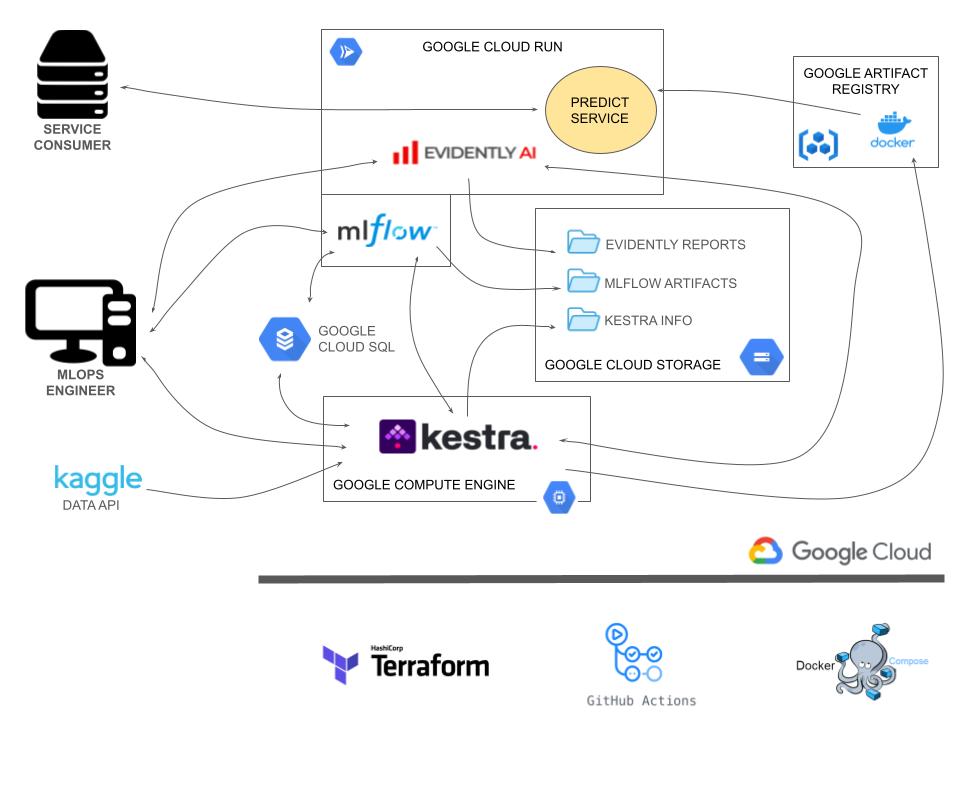 GOOGLE CLOUD RUN
GOOGLE ARTIFACT
REGISTRY
PREDICT
SERVICE
docker
SERVICE
CONSUMER
EVIDENTLY AI
mlflow
EVIDENTLY REPORTS
MLFLOW ARTIFACTS
KESTRA INFO
GOOGLE CLOUD STORAGE
GOOGLE
CLOUD SQL
MLOPS
ENGINEER
kestra.
GOOGLE COMPUTE ENGINE
kaggle
DATA API
Google Cloud
HashiCorp
Terraform
GitHub Actions
Docker Compose